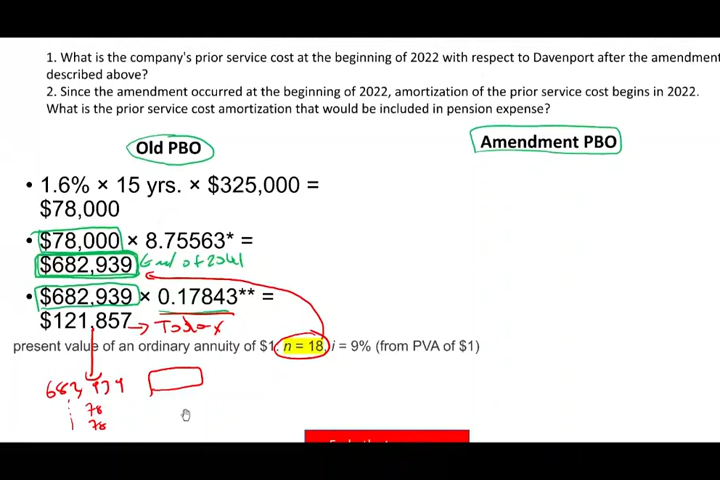 1. What is the company's prior service cost at the beginning of 2022 with respect to Davenport after the amendment
described above?
2. Since the amendment occurred at the beginning of 2022, amortization of the prior service cost begins in 2022.
What is the prior service cost amortization that would be included in pension expense?
Old PBO
Amendment PBO
• 1.6% × 15 yrs. × $325,000 =
$78,000
• $78,000 × 8.75563* =
$682,939 End of
• $682,939 × 0.17843** =
$121,857 → Today
present value of an ordinary annuity of $1: n = 18, i = 9% (from PVA of $1)
78
78